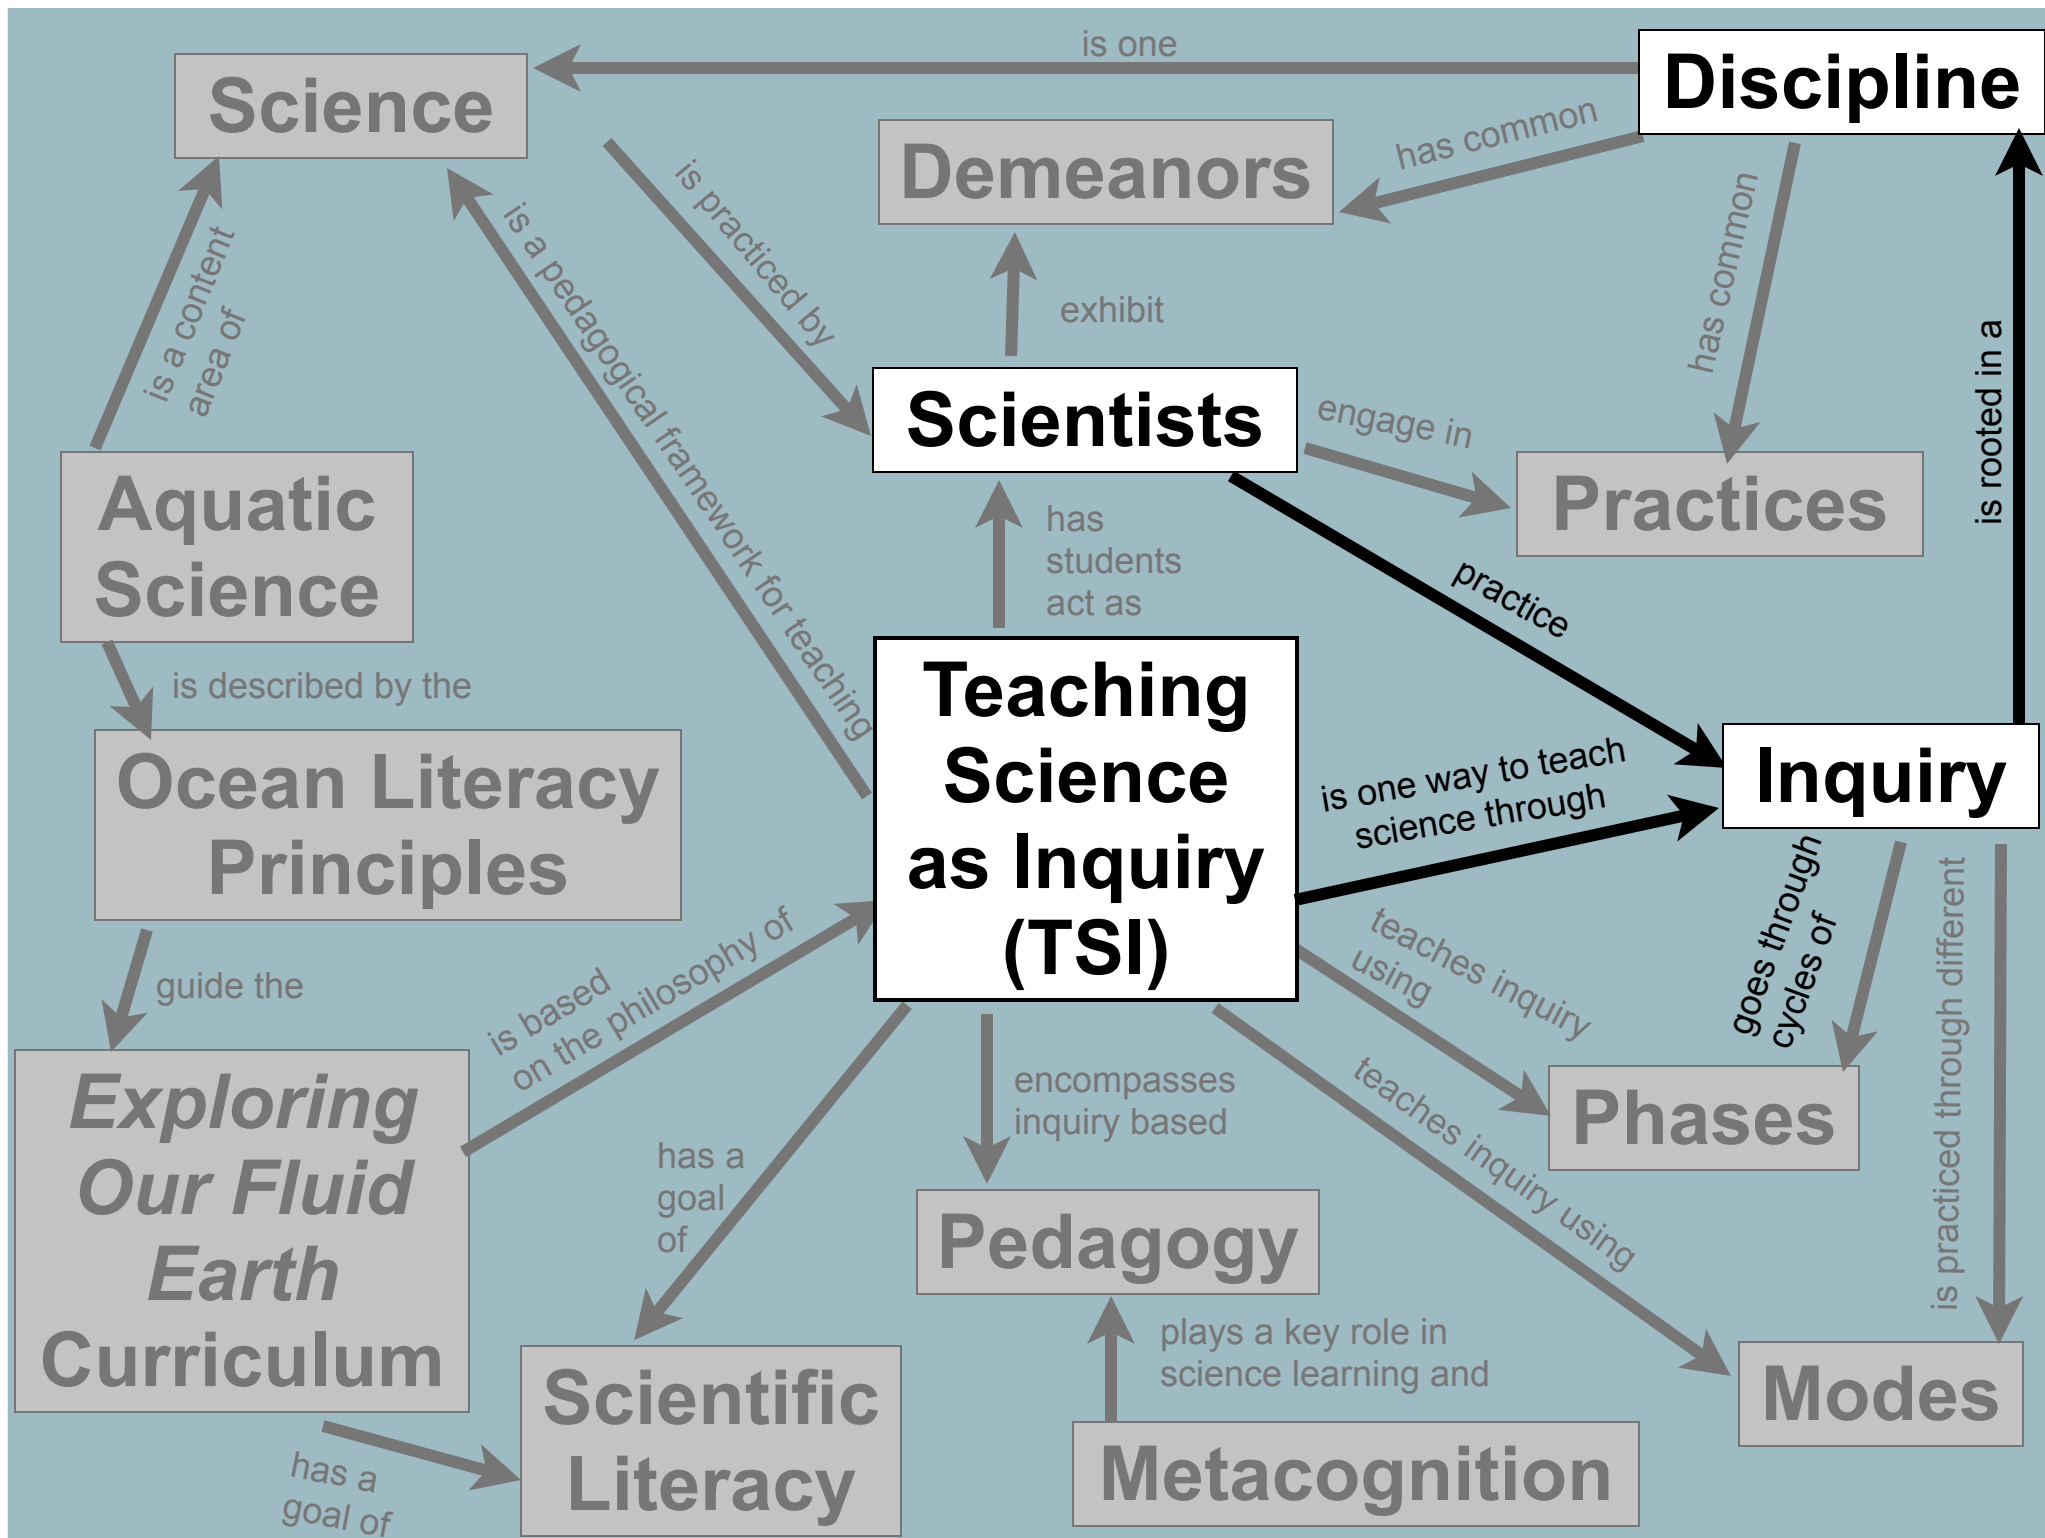 is one
Discipline
Science
has common
Demeanors
is practiced by
has common
is a content
area of
is a pedagogical framework for teaching
exhibit
is rooted in a
Scientists
engage in
Aquatic
Science
Practices
has
students
act as
practice
is described by the
Teaching
Science
as Inquiry
(TSI)
Ocean Literacy
Principles
is one way to teach
science through
Inquiry
goes through
cycles of
is practiced through different
guide the
is based
on the philosophy of
teaches inquiry
using
Exploring
Our Fluid
Earth
Curriculum
encompasses
inquiry based
teaches inquiry using
Phases
has a
goal
of
Pedagogy
plays a key role in
science learning and
Modes
Scientific
Literacy
Metacognition
has a
goal of